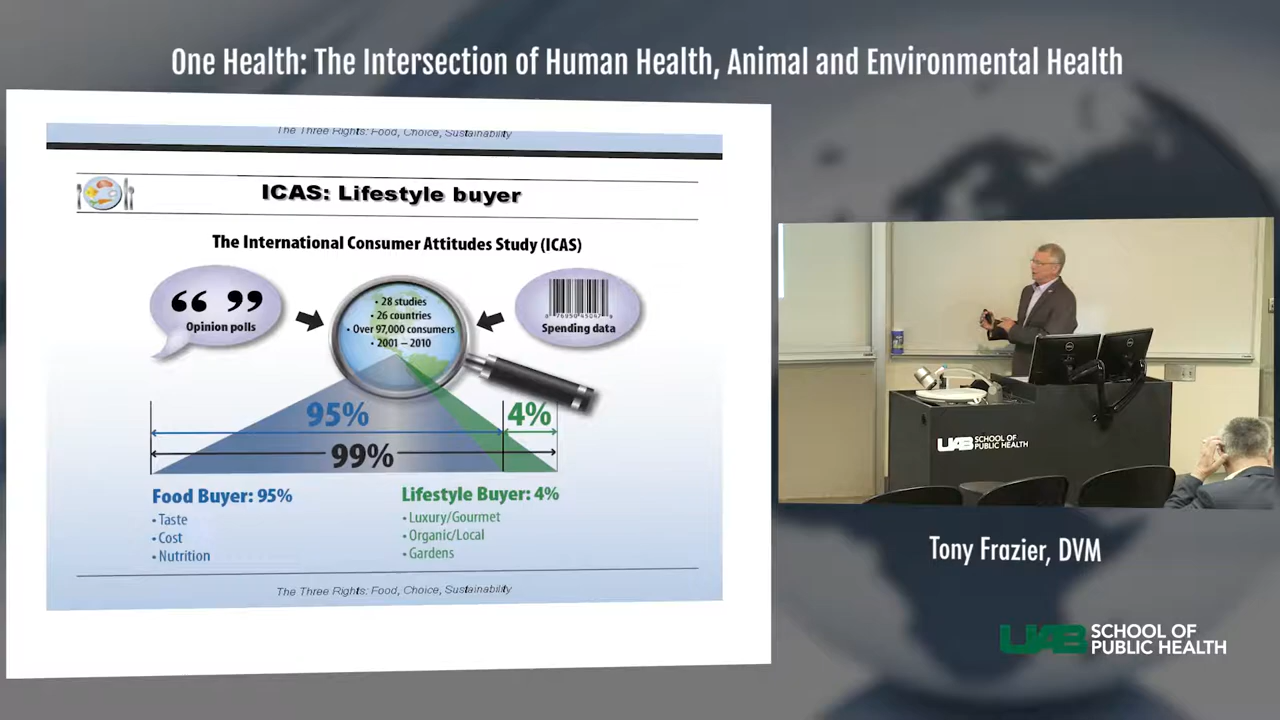 One Health: The Intersection of Human Health, Animal and Environmental Health
The Three Rights: Food, Choice, Sustainability
ICAS: Lifestyle buyer
The International Consumer Attitudes Study (ICAS)
“ ”
Opinion polls
• 28 studies
• 26 countries
• Over 97,000 consumers
• 2001 – 2010
Spending data
95%
4%
99%
Food Buyer: 95%
• Taste
• Cost
• Nutrition
Lifestyle Buyer: 4%
• Luxury/Gourmet
• Organic/Local
• Gardens
The Three Rights: Food, Choice, Sustainability
UAB SCHOOL OF
PUBLIC HEALTH
Tony Frazier, DVM
UAB SCHOOL OF
PUBLIC HEALTH